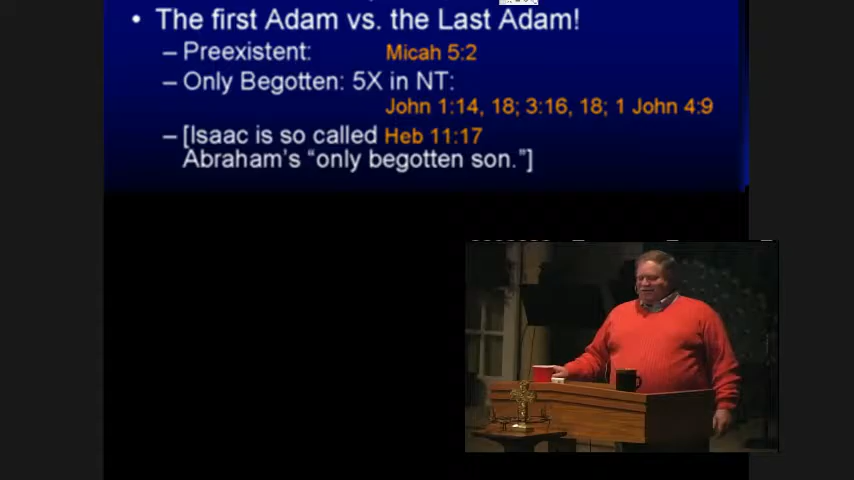 • The first Adam vs. the Last Adam!
– Preexistent: Micah 5:2
– Only Begotten: 5X in NT:
John 1:14, 18; 3:16, 18; 1 John 4:9
– [Isaac is so called Heb 11:17
Abraham's "only begotten son."]